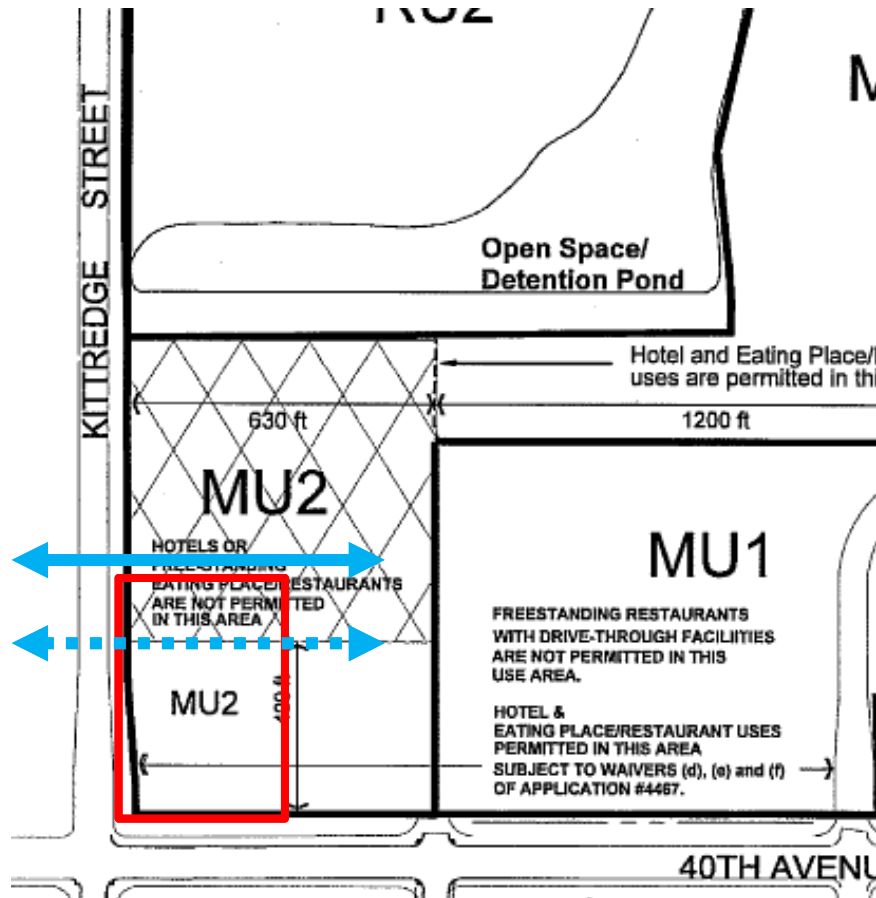 RU2
M
KITTREDGE STREET
Open Space/
Detention Pond
Hotel and Eating Place/
uses are permitted in thi
630 ft
1200 ft
MU2
HOTELS OR
FREE-STANDING
EATING PLACE/RESTAURANTS
ARE NOT PERMITTED
IN THIS AREA
MU1
FREESTANDING RESTAURANTS
WITH DRIVE-THROUGH FACILIITIES
ARE NOT PERMITTED IN THIS
USE AREA.
MU2
HOTEL &
EATING PLACE/RESTAURANT USES
PERMITTED IN THIS AREA
SUBJECT TO WAIVERS (d), (e) and (f)
OF APPLICATION #4467.
40TH AVENU